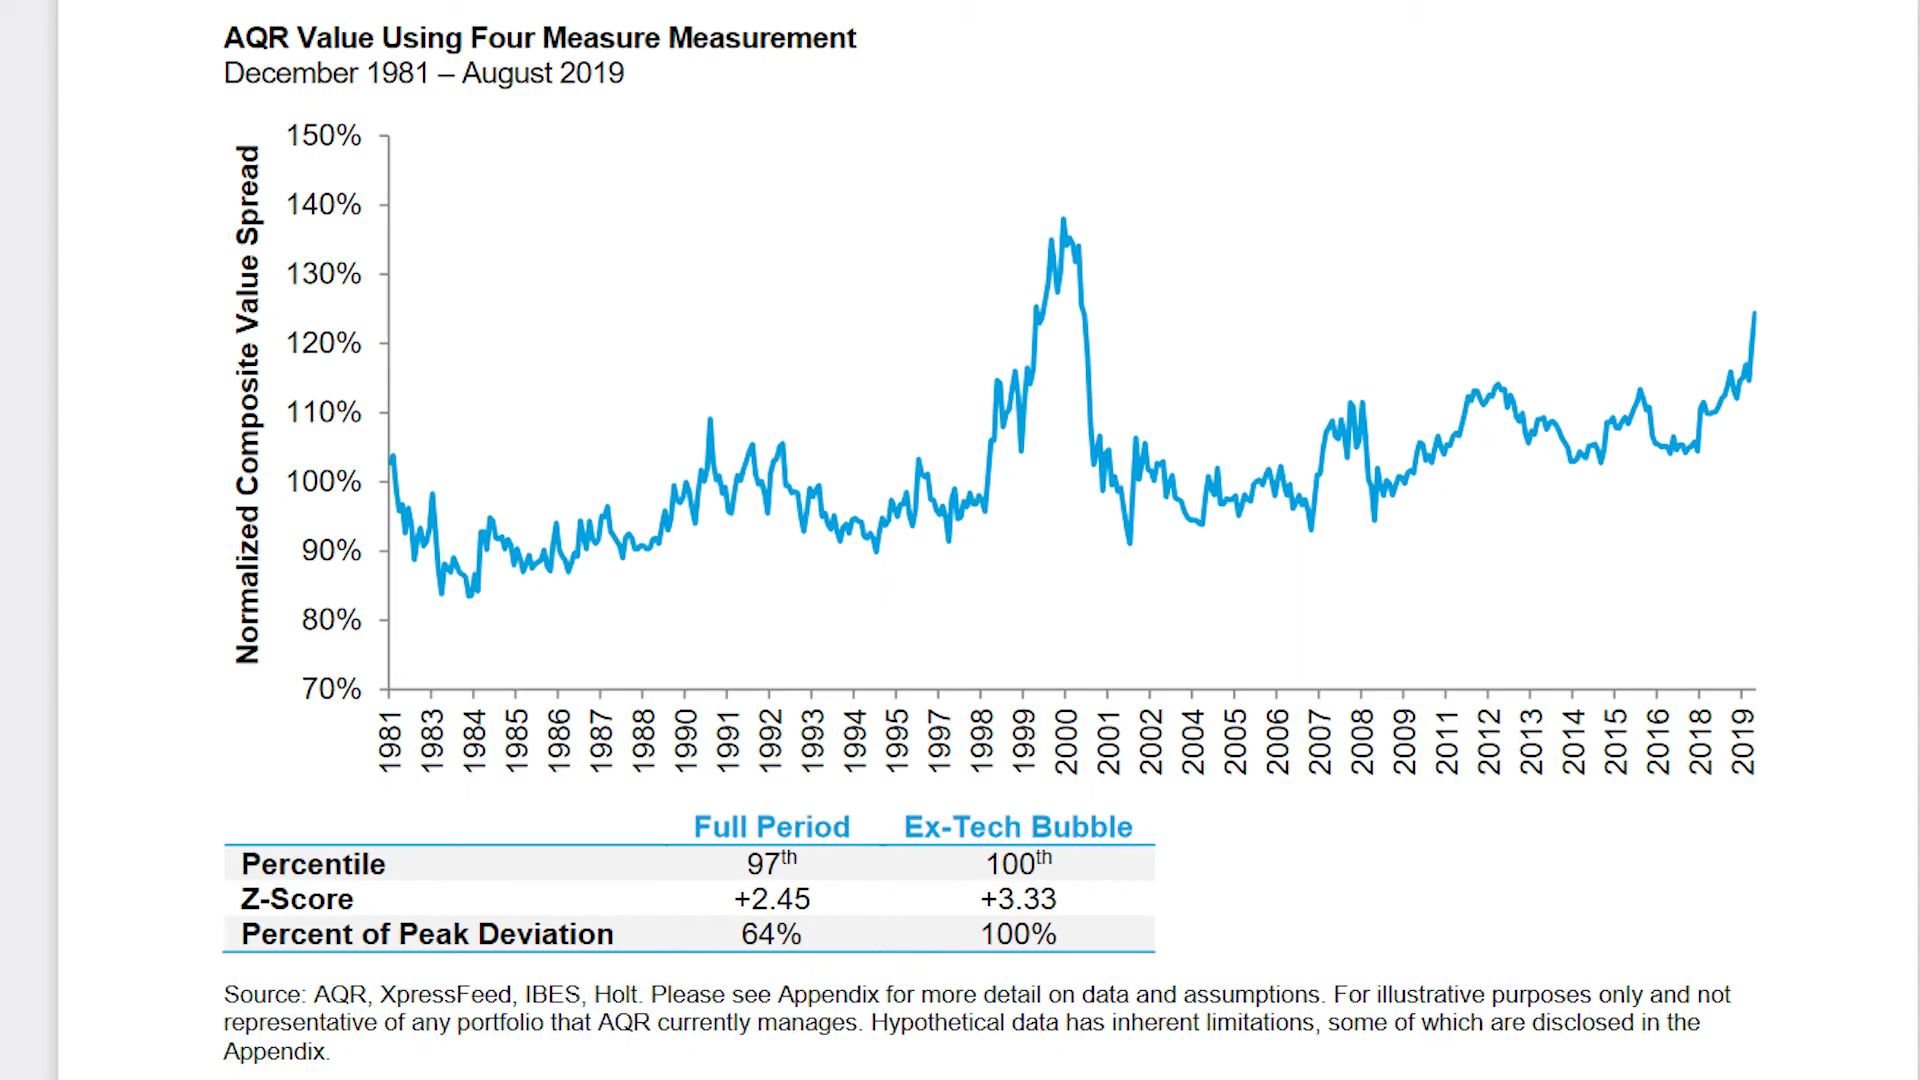 AQR Value Using Four Measure Measurement
December 1981 – August 2019
Normalized Composite Value Spread
150%
140%
130%
120%
110%
100%
90%
80%
70%
1981 1983 1984 1985 1986 1987 1988 1990 1991 1992 1993 1994 1995 1997 1998 1999 2000 2001 2002 2004 2005 2006 2007 2008 2009 2011 2012 2013 2014 2015 2016 2018 2019
Full Period Ex-Tech Bubble
Percentile 97th 100th
Z-Score +2.45 +3.33
Percent of Peak Deviation 64% 100%
Source: AQR, XpressFeed, IBES, Holt. Please see Appendix for more detail on data and assumptions. For illustrative purposes only and not
representative of any portfolio that AQR currently manages. Hypothetical data has inherent limitations, some of which are disclosed in the
Appendix.